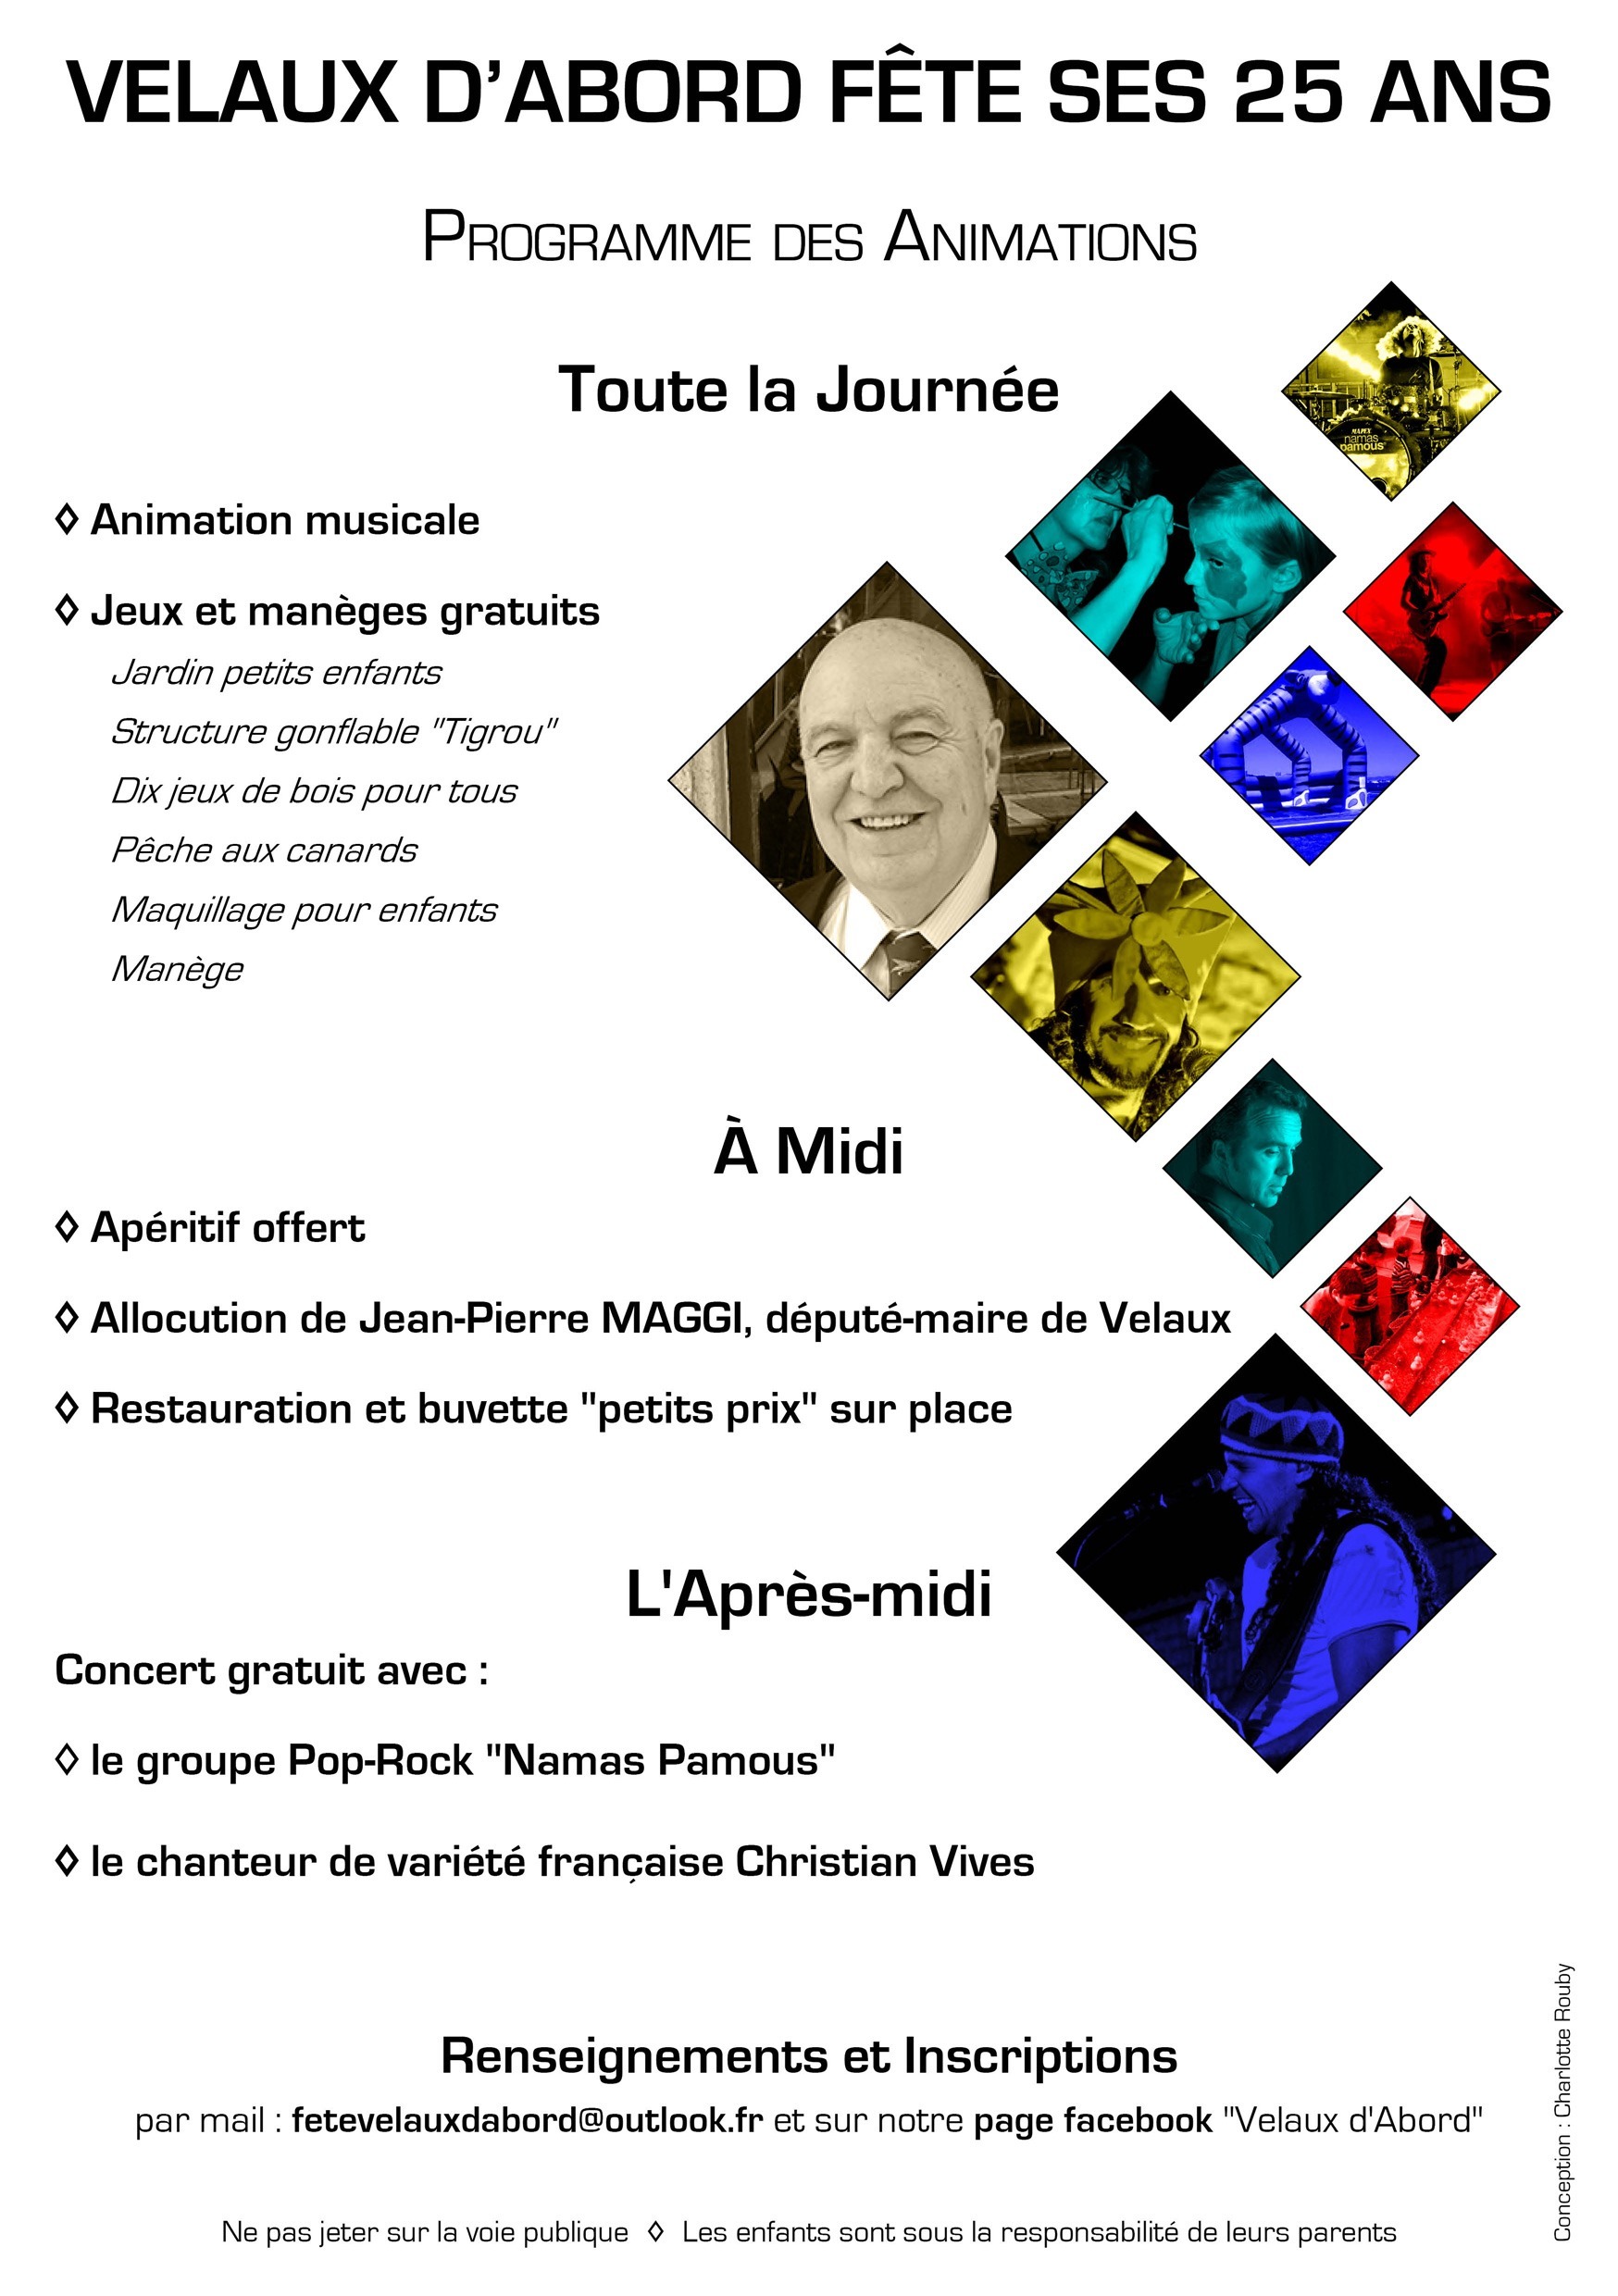 VELAUX D’ABORD FÊTE SES 25 ANS
PROGRAMME DES ANIMATIONS
Toute la Journée
◊ Animation musicale
◊ Jeux et manèges gratuits
Jardin petits enfants
Structure gonflable "Tigrou"
Dix jeux de bois pour tous
Pêche aux canards
Maquillage pour enfants
Manège
MAPEX
namas
pamous
À Midi
◊ Apéritif offert
◊ Allocution de Jean-Pierre MAGGI, député-maire de Velaux
◊ Restauration et buvette "petits prix" sur place
L'Après-midi
Concert gratuit avec :
◊ le groupe Pop-Rock "Namas Pamous"
◊ le chanteur de variété française Christian Vives
Renseignements et Inscriptions
par mail : fetevelauxdabord@outlook.fr et sur notre page facebook "Velaux d'Abord"
Ne pas jeter sur la voie publique ◊ Les enfants sont sous la responsabilité de leurs parents
Conception : Charlotte Rouby